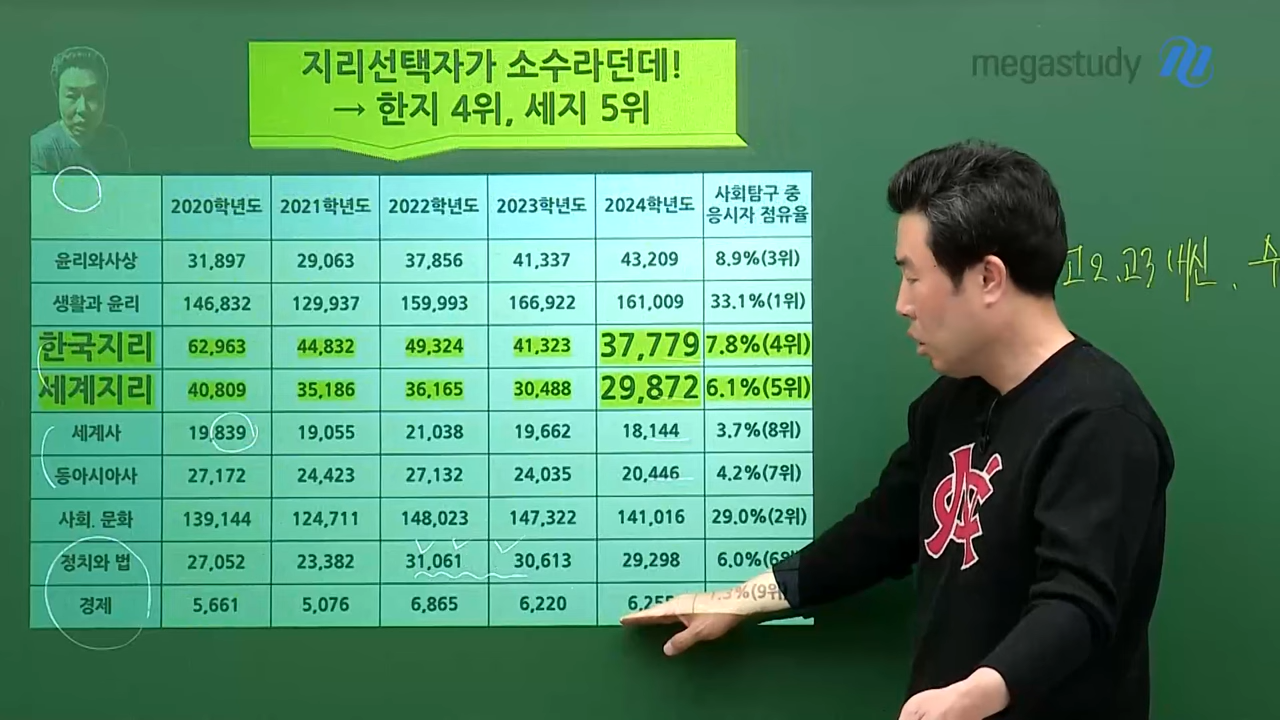 지리선택자가 소수라던데!
→ 한지 4위, 세지 5위
megastudy
2020학년도 2021학년도 2022학년도 2023학년도 2024학년도 사회탐구 중 응시자 점유율
윤리와사상 31,897 29,063 37,856 41,337 43,209 8.9%(3위)
생활과 윤리 146,832 129,937 159,993 166,922 161,009 33.1%(1위)
한국지리 62,963 44,832 49,324 41,323 37,779 7.8%(4위)
세계지리 40,809 35,186 36,165 30,488 29,872 6.1%(5위)
세계사 19,839 19,055 21,038 19,662 18,144 3.7%(8위)
동아시아사 27,172 24,423 27,132 24,035 20,446 4.2%(7위)
사회. 문화 139,144 124,711 148,023 147,322 141,016 29.0%(2위)
정치와 법 27,052 23,382 31,061 30,613 29,298 6.0%(6위)
경제 5,661 5,076 6,865 6,220
고2, 고3 내신,